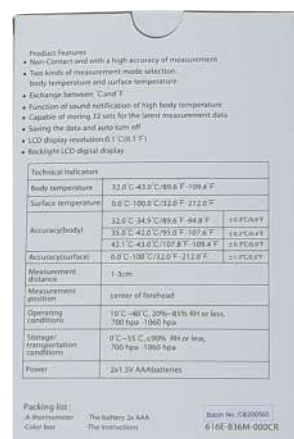 Product Features
• Non-Contact and with a high accuracy of measurement
• Two kinds of measurement mode selection:
body temperature and surface temperature
• Exchange between ℃and℉
• Function of sound notification of high body temperature
• Capable of storing 32 sets for the latest measurement data
• Saving the data and auto turn off
• LCD display resolution:0.1℃(0.1℉)
• Backlight LCD digtal display
Technical Indicators
Body temperature 32.0℃-43.0℃/89.6℉-109.4℉
Surface temperature 0.0℃-100.0℃/32.0℉-212.0℉
Accuracy(body) 32.0℃-34.9℃/89.6℉-94.8℉
35.0℃-42.0℃/95.0℉-107.6℉
42.1℃-43.0℃/107.8℉-109.4℉
Accuracy(surface) 0.0℃-100℃/32.0℉-212.0℉
Measurement distance 1-3cm
Measurement position center of forehead
Operating conditions 10℃-40℃, 20%-85% RH or less,
700 hpa -1060 hpa
Storage/ transportation conditions 0℃-55℃,≤90% RH or less,
700 hpa -1060 hpa
Power 2x1.5V AAAbatteries
Packing list:
-A thermometer -The battery 2x AAA
-Color box -The instructions
Batch No. CB200560
616E-836M-000CR